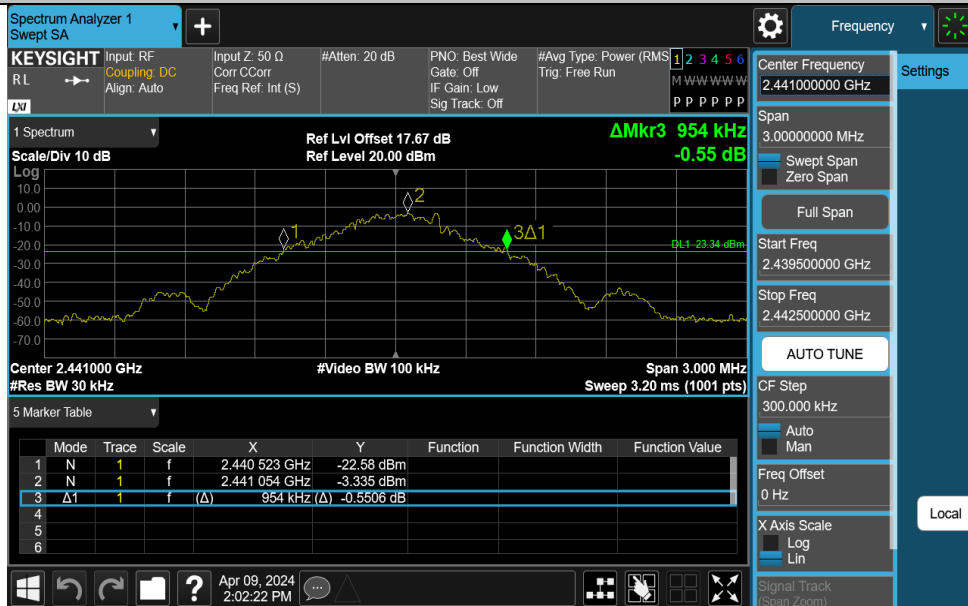 Spectrum Analyzer 1
Swept SA
+
Frequency
KEYSIGHT
R L
LXI
Input: RF
Coupling: DC
Align: Auto
Input Z: 50 Ω
Corr CCorr
Freq Ref: Int (S)
#Atten: 20 dB
PNO: Best Wide
Gate: Off
IF Gain: Low
Sig Track: Off
#Avg Type: Power (RMS
Trig: Free Run
1 2 3 4 5 6
M W W W W W
P P P P P P
1 Spectrum
Scale/Div 10 dB
Ref Lvl Offset 17.67 dB
Ref Level 20.00 dBm
ΔMkr3 954 kHz
-0.55 dB
Log
10.0
0.00
-10.0
-20.0
-30.0
-40.0
-50.0
-60.0
-70.0
1
2
3Δ1
DL1 -23.34 dBm
Center 2.441000 GHz
#Video BW 100 kHz
Span 3.000 MHz
#Res BW 30 kHz
Sweep 3.20 ms (1001 pts)
5 Marker Table
Mode Trace Scale X Y Function Function Width Function Value
1 N 1 f 2.440 523 GHz -22.58 dBm
2 N 1 f 2.441 054 GHz -3.335 dBm
3 Δ1 1 f (Δ) 954 kHz (Δ) -0.5506 dB
4
5
6
?
Apr 09, 2024
2:02:22 PM
Center Frequency
2.441000000 GHz
Settings
Span
3.00000000 MHz
Swept Span
Zero Span
Full Span
Start Freq
2.439500000 GHz
Stop Freq
2.442500000 GHz
AUTO TUNE
CF Step
300.000 kHz
Auto
Man
Freq Offset
0 Hz
Local
X Axis Scale
Log
Lin
Signal Track
(Span Zoom)